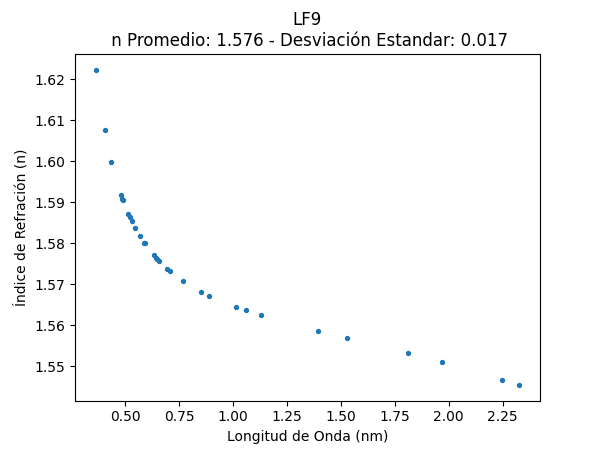 LF9
n Promedio: 1.576 - Desviación Estandar: 0.017
1.62
1.61
1.60
1.59
1.58
1.57
1.56
1.55
Índice de Refración (n)
0.50 0.75 1.00 1.25 1.50 1.75 2.00 2.25
Longitud de Onda (nm)